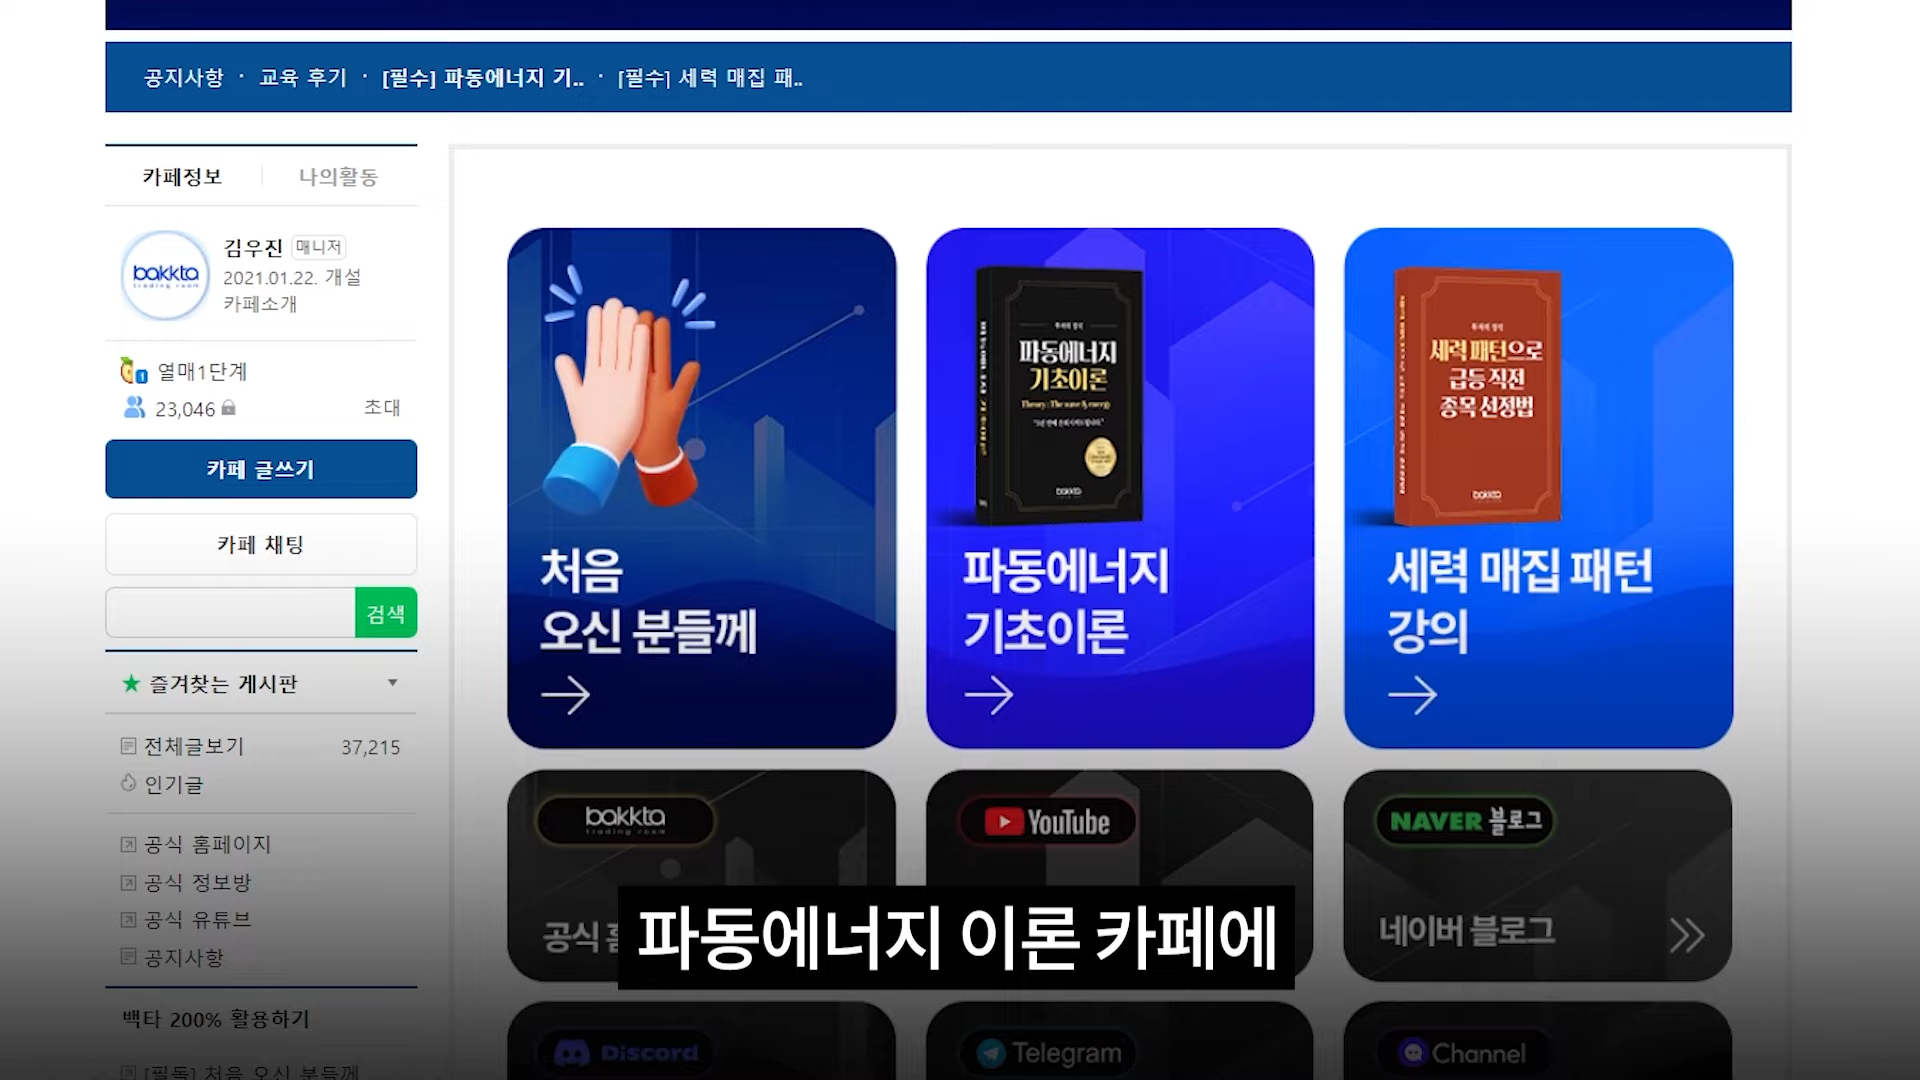 공지사항 · 교육 후기 · [필수] 파동에너지 기.. · [필수] 세력 매집 패..
카페정보
나의활동
bakkta
trading room
김우진 매니저
2021.01.22. 개설
카페소개
열매1단계
23,046
초대
카페 글쓰기
카페 채팅
검색
즐겨찾는 게시판
전체글보기
37,215
인기글
공식 홈페이지
공식 정보방
공식 유튜브
공지사항
백타 200% 활용하기
[필독] 처음 오신 분들께
처음
오신 분들께
파동에너지
기초이론
Theory : The wave & energy
bakkta
파동에너지
기초이론
세력 패턴으로
급등 직전
종목 선정법
bakkta
세력 매집 패턴
강의
bakkta
trading room
공식
YouTube
NAVER 블로그
네이버 블로그
파동에너지 이론 카페에
Discord
Telegram
Channel